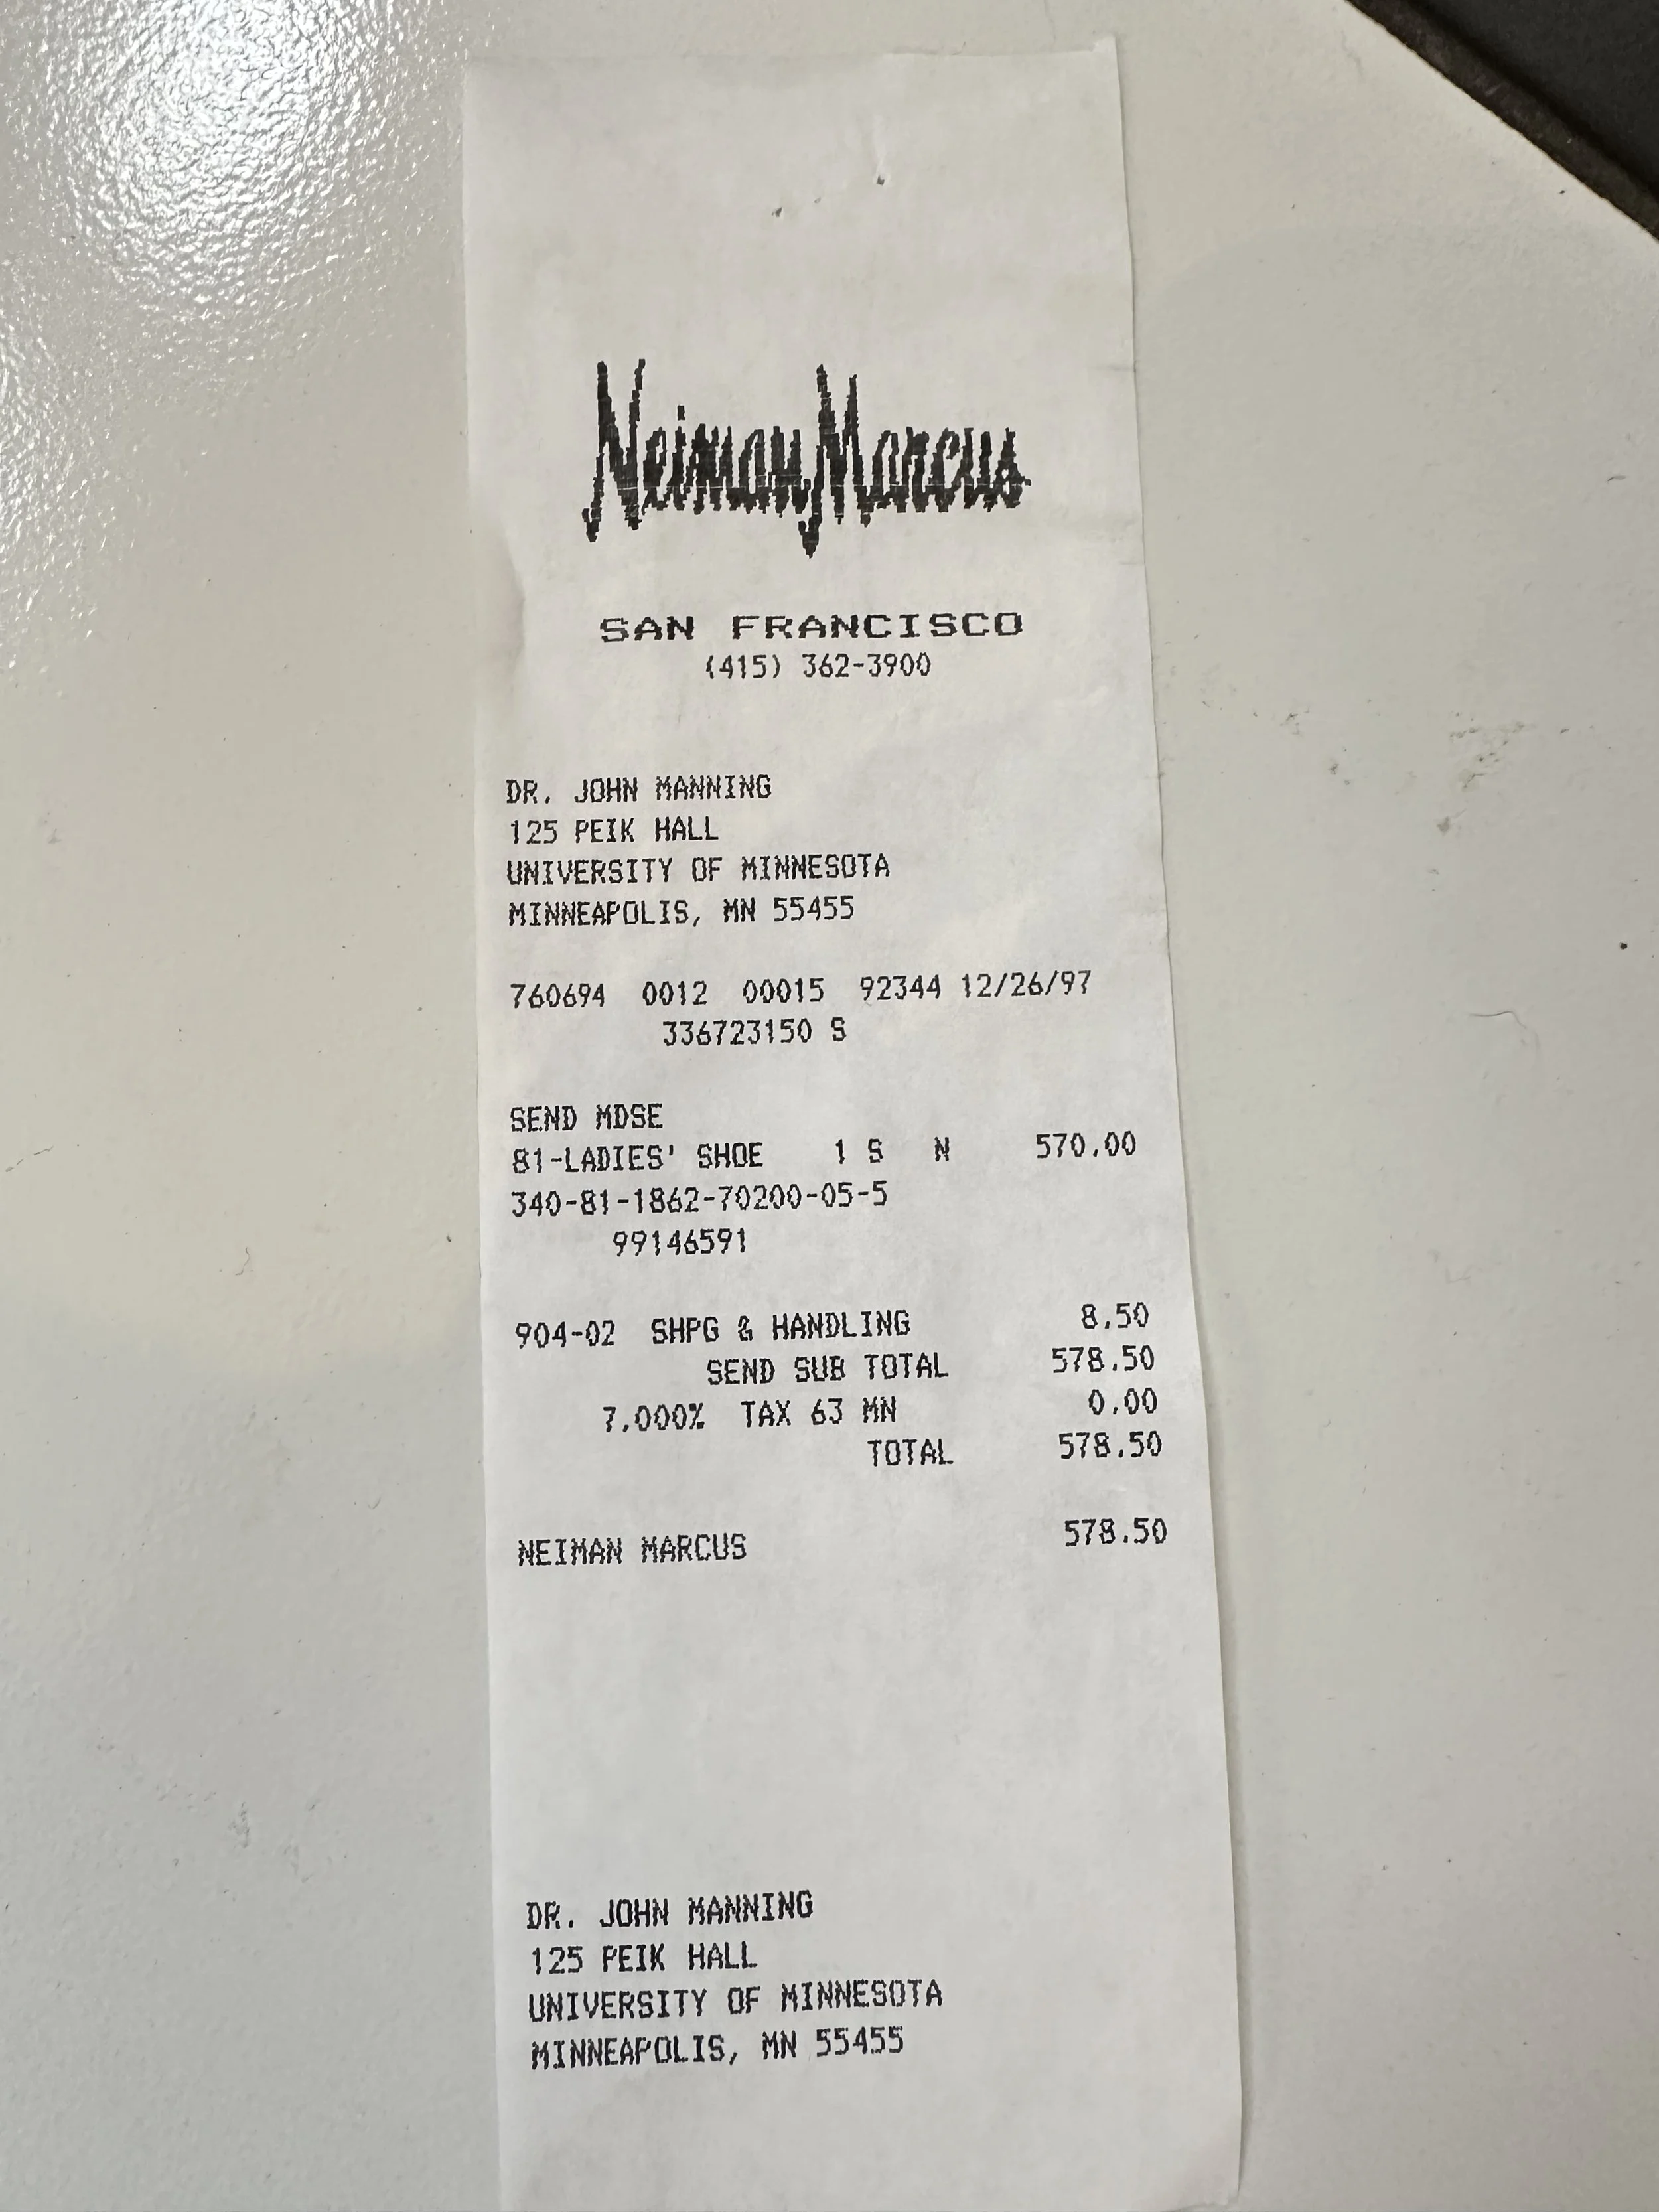 Neiman Marcus
SAN FRANCISCO
(415) 362-3900
DR. JOHN MANNING
125 PEIK HALL
UNIVERSITY OF MINNESOTA
MINNEAPOLIS, MN 55455
760694 0012 00015 92344 12/26/97
336723150 S
SEND MDSE
81-LADIES' SHOE 1 S N 570.00
340-81-1862-70200-05-5
99146591
904-02 SHPG & HANDLING 8.50
SEND SUB TOTAL 578.50
7.000% TAX 63 MN 0.00
TOTAL 578.50
NEIMAN MARCUS 578.50
DR. JOHN MANNING
125 PEIK HALL
UNIVERSITY OF MINNESOTA
MINNEAPOLIS, MN 55455